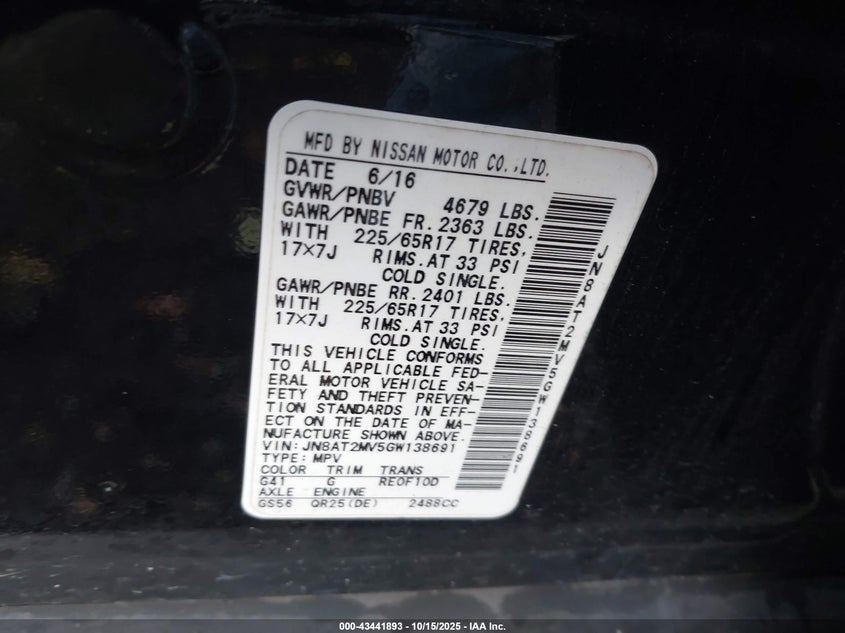 MFD BY NISSAN MOTOR CO.,LTD.
DATE 6/16
GVWR/PNBV 4679 LBS.
GAWR/PNBE FR. 2363 LBS.
WITH 225/65R17 TIRES,
17×7J RIMS.AT 33 PSI
COLD SINGLE.
GAWR/PNBE RR. 2401 LBS.
WITH 225/65R17 TIRES,
17×7J RIMS.AT 33 PSI
COLD SINGLE.
THIS VEHICLE CONFORMS
TO ALL APPLICABLE FED-
ERAL MOTOR VEHICLE SA-
FETY AND THEFT PREVEN-
TION STANDARDS IN EFF-
ECT ON THE DATE OF MA-
NUFACTURE SHOWN ABOVE.
VIN: JN8AT2MV5GW138691
TYPE: MPV
COLOR TRIM TRANS
G41 G RE0F10D
AXLE ENGINE
GS56 QR25(DE) 2488CC
JN8AT2MV5GW138691
000-43441893 - 10/15/2025 - IAA Inc.